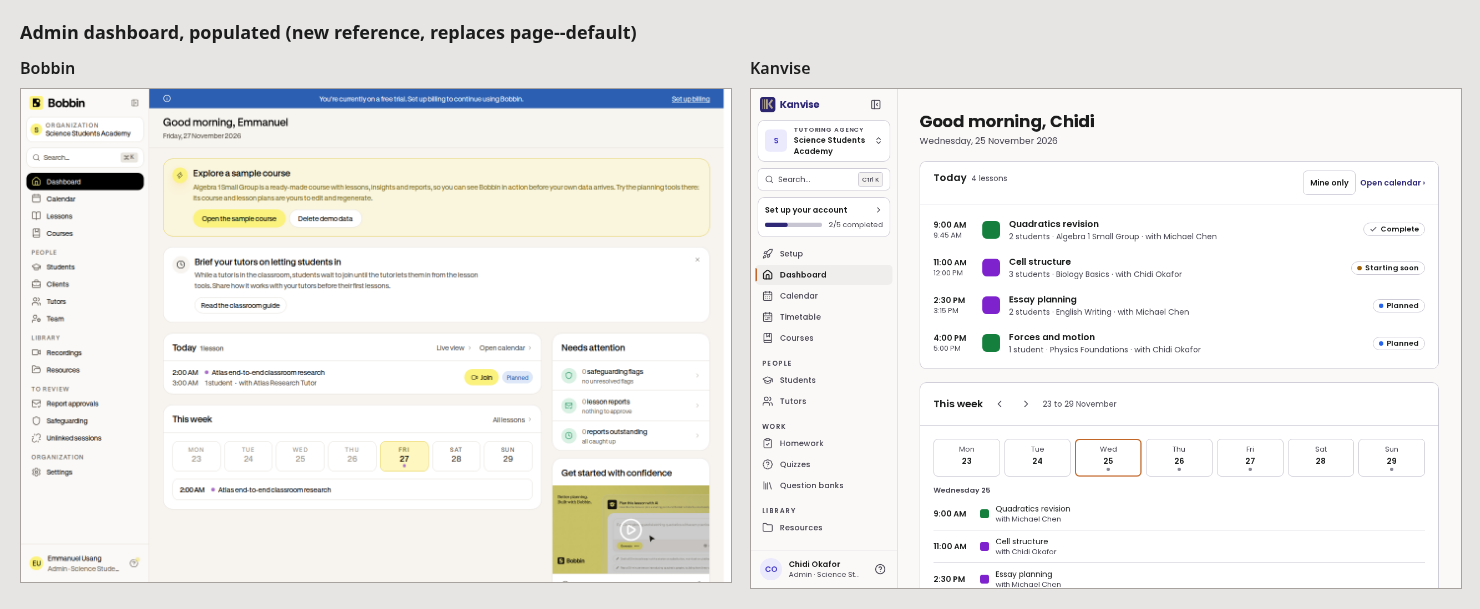 Admin dashboard, populated (new reference, replaces page--default)
Bobbin
Bobbin
ORGANIZATION
S
Science Students Academy
Search...
⌘K
Dashboard
Calendar
Lessons
Courses
PEOPLE
Students
Clients
Tutors
Team
LIBRARY
Recordings
Resources
TO REVIEW
Report approvals
Safeguarding
Unlinked sessions
ORGANIZATION
Settings
EU
Emmanuel Usang
Admin · Science Stude...
You're currently on a free trial. Set up billing to continue using Bobbin.
Set up billing
Good morning, Emmanuel
Friday, 27 November 2026
Explore a sample course
Algebra 1 Small Group is a ready-made course with lessons, insights and reports, so you can see Bobbin in action before your own data arrives. Try the planning tools there:
its course and lesson plans are yours to edit and regenerate.
Open the sample course
Delete demo data
Brief your tutors on letting students in
While a tutor is in the classroom, students wait to join until the tutor lets them in from the lesson
tools. Share how it works with your tutors before their first lessons.
Read the classroom guide
Today 1 lesson
Live view
Open calendar
2:00 AM
Atlas end-to-end classroom research
3:00 AM
1 student · with Atlas Research Tutor
Join
Planned
This week
All lessons
MON
23
TUE
24
WED
25
THU
26
FRI
27
SAT
28
SUN
29
2:00 AM
Atlas end-to-end classroom research
Needs attention
0 safeguarding flags
no unresolved flags
0 lesson reports
nothing to approve
0 reports outstanding
all caught up
Get started with confidence
Bobbin
Kanvise
Kanvise
TUTORING AGENCY
S
Science Students
Academy
Search...
Ctrl K
Set up your account
2/5 completed
Setup
Dashboard
Calendar
Timetable
Courses
PEOPLE
Students
Tutors
WORK
Homework
Quizzes
Question banks
LIBRARY
Resources
CO
Chidi Okafor
Admin · Science St..
Good morning, Chidi
Wednesday, 25 November 2026
Today 4 lessons
Mine only
Open calendar
9:00 AM
9:45 AM
Quadratics revision
2 students · Algebra 1 Small Group · with Michael Chen
Complete
11:00 AM
12:00 PM
Cell structure
3 students · Biology Basics · with Chidi Okafor
Starting soon
2:30 PM
3:15 PM
Essay planning
2 students · English Writing · with Michael Chen
Planned
4:00 PM
5:00 PM
Forces and motion
1 student · Physics Foundations · with Chidi Okafor
Planned
This week
23 to 29 November
Mon
23
Tue
24
Wed
25
Thu
26
Fri
27
Sat
28
Sun
29
Wednesday 25
9:00 AM
Quadratics revision
with Michael Chen
11:00 AM
Cell structure
with Chidi Okafor
2:30 PM
Essay planning
with Michael Chen